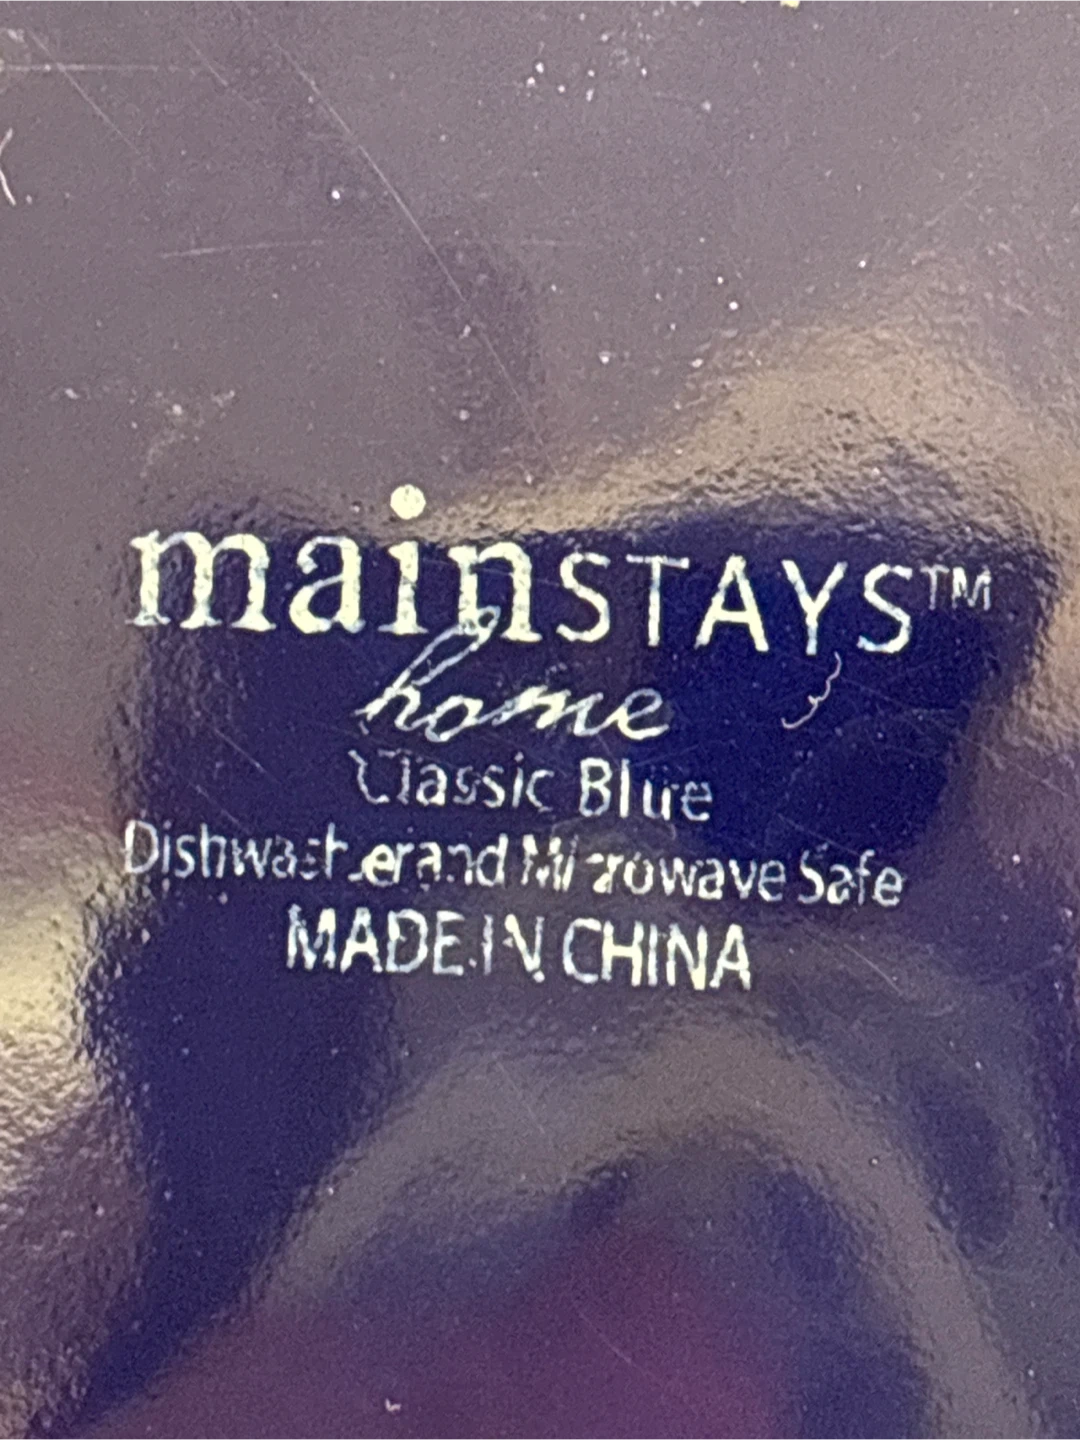 mainSTAYS™
home
Classic Blue
Dishwasher and Microwave Safe
MADE IN CHINA